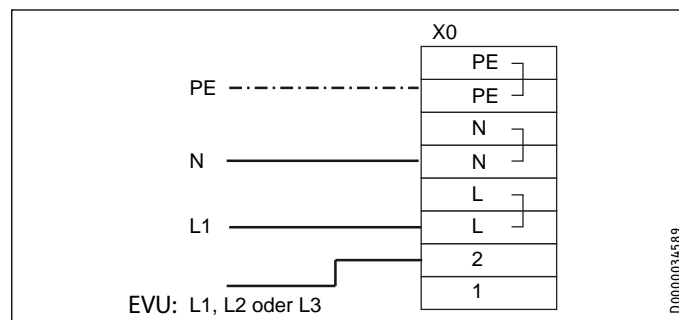 X0
PE
PE
PE
N
N
N
L
L1
L
2
EVU: L1, L2 oder L3
1
D0000034589